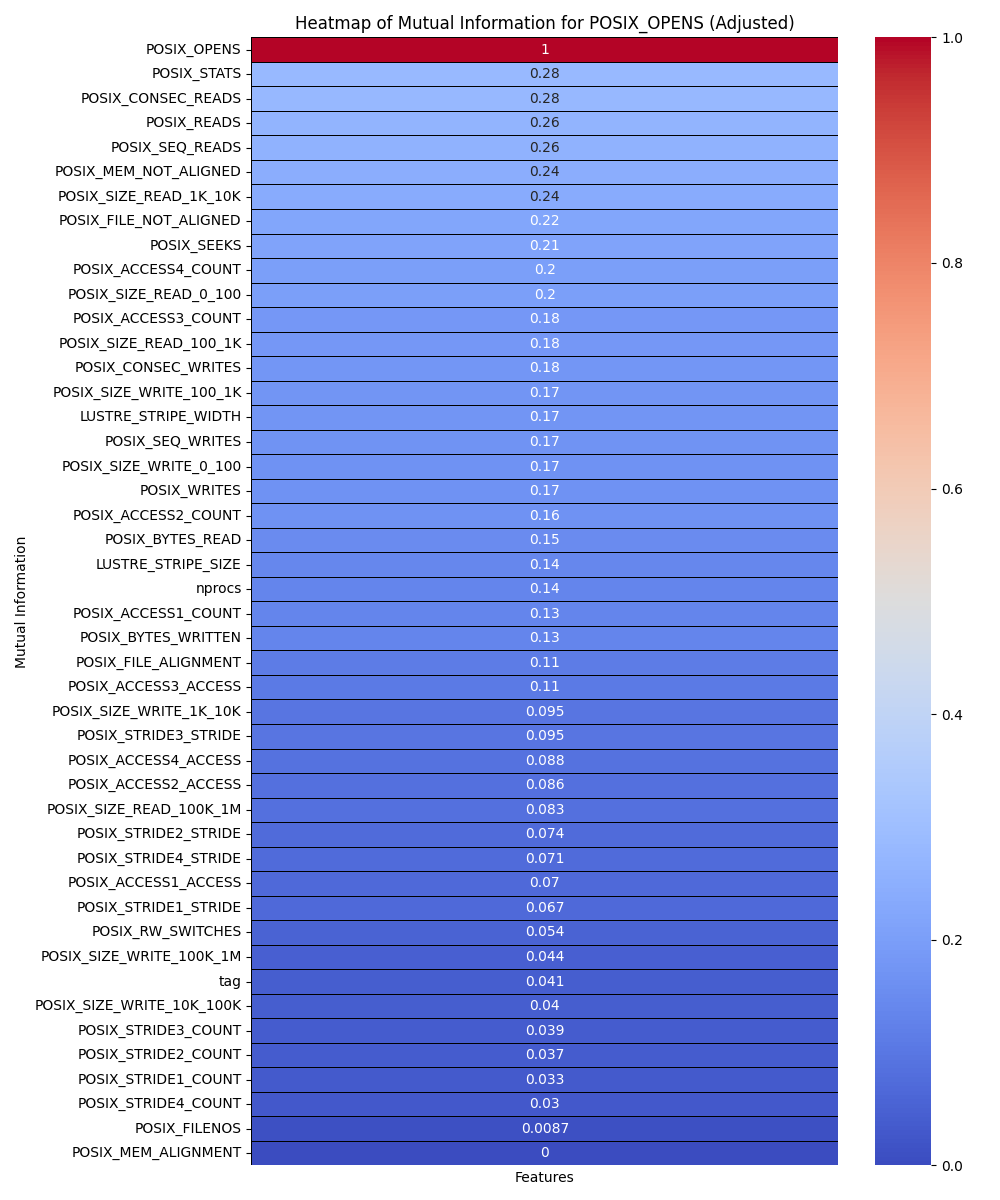 Heatmap of Mutual Information for POSIX_OPENS (Adjusted)
POSIX_OPENS 1
POSIX_STATS 0.28
POSIX_CONSEC_READS 0.28
POSIX_READS 0.26
POSIX_SEQ_READS 0.26
POSIX_MEM_NOT_ALIGNED 0.24
POSIX_SIZE_READ_1K_10K 0.24
POSIX_FILE_NOT_ALIGNED 0.22
POSIX_SEEKS 0.21
POSIX_ACCESS4_COUNT 0.2
POSIX_SIZE_READ_0_100 0.2
POSIX_ACCESS3_COUNT 0.18
POSIX_SIZE_READ_100_1K 0.18
POSIX_CONSEC_WRITES 0.18
POSIX_SIZE_WRITE_100_1K 0.17
LUSTRE_STRIPE_WIDTH 0.17
POSIX_SEQ_WRITES 0.17
POSIX_SIZE_WRITE_0_100 0.17
POSIX_WRITES 0.17
POSIX_ACCESS2_COUNT 0.16
POSIX_BYTES_READ 0.15
LUSTRE_STRIPE_SIZE 0.14
nprocs 0.14
POSIX_ACCESS1_COUNT 0.13
POSIX_BYTES_WRITTEN 0.13
POSIX_FILE_ALIGNMENT 0.11
POSIX_ACCESS3_ACCESS 0.11
POSIX_SIZE_WRITE_1K_10K 0.095
POSIX_STRIDE3_STRIDE 0.095
POSIX_ACCESS4_ACCESS 0.088
POSIX_ACCESS2_ACCESS 0.086
POSIX_SIZE_READ_100K_1M 0.083
POSIX_STRIDE2_STRIDE 0.074
POSIX_STRIDE4_STRIDE 0.071
POSIX_ACCESS1_ACCESS 0.07
POSIX_STRIDE1_STRIDE 0.067
POSIX_RW_SWITCHES 0.054
POSIX_SIZE_WRITE_100K_1M 0.044
tag 0.041
POSIX_SIZE_WRITE_10K_100K 0.04
POSIX_STRIDE3_COUNT 0.039
POSIX_STRIDE2_COUNT 0.037
POSIX_STRIDE1_COUNT 0.033
POSIX_STRIDE4_COUNT 0.03
POSIX_FILENOS 0.0087
POSIX_MEM_ALIGNMENT 0
Mutual Information
Features
1.0
0.8
0.6
0.4
0.2
0.0